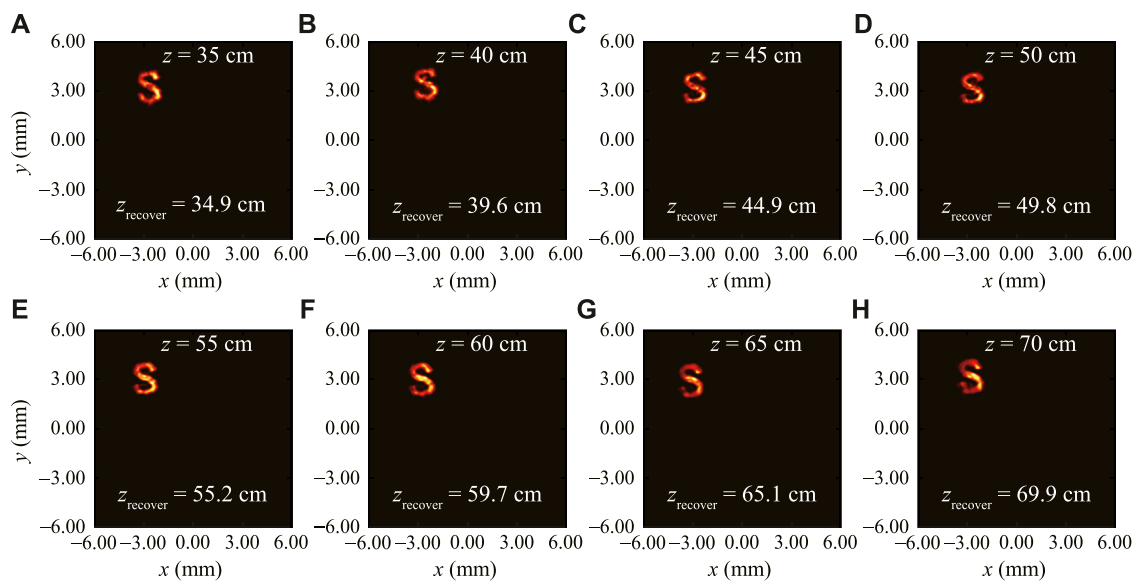 A
B
C
D
6.00 z = 35 cm
6.00 z = 40 cm
6.00 z = 45 cm
6.00 z = 50 cm
S
S
S
S
3.00
3.00
3.00
3.00
y (mm)
0.00
0.00
0.00
0.00
−3.00
−3.00
−3.00
−3.00
zrecover = 34.9 cm
zrecover = 39.6 cm
zrecover = 44.9 cm
zrecover = 49.8 cm
−6.00
−6.00
−6.00
−6.00
−6.00 −3.00 0.00 3.00 6.00
−6.00 −3.00 0.00 3.00 6.00
−6.00 −3.00 0.00 3.00 6.00
−6.00 −3.00 0.00 3.00 6.00
x (mm)
x (mm)
x (mm)
x (mm)
E
F
G
H
6.00 z = 55 cm
6.00 z = 60 cm
6.00 z = 65 cm
6.00 z = 70 cm
S
S
S
S
3.00
3.00
3.00
3.00
y (mm)
0.00
0.00
0.00
0.00
−3.00
−3.00
−3.00
−3.00
zrecover = 55.2 cm
zrecover = 59.7 cm
zrecover = 65.1 cm
zrecover = 69.9 cm
−6.00
−6.00
−6.00
−6.00
−6.00 −3.00 0.00 3.00 6.00
−6.00 −3.00 0.00 3.00 6.00
−6.00 −3.00 0.00 3.00 6.00
−6.00 −3.00 0.00 3.00 6.00
x (mm)
x (mm)
x (mm)
x (mm)